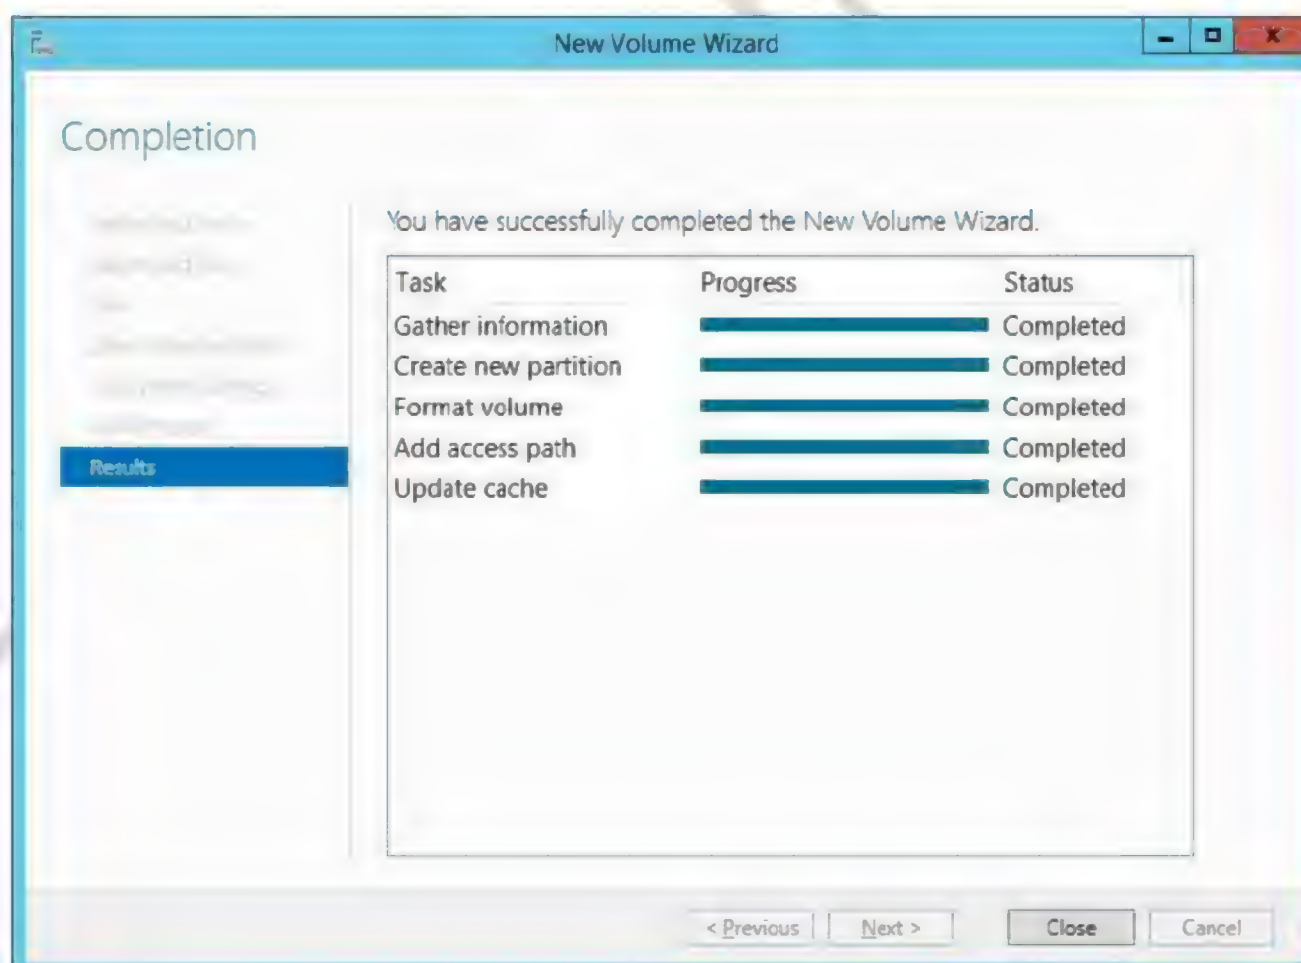 New Volume Wizard
Completion
You have successfully completed the New Volume Wizard.
Task Progress Status
Gather information Completed
Create new partition Completed
Format volume Completed
Add access path Completed
Update cache Completed
Results
< Previous Next > Close Cancel